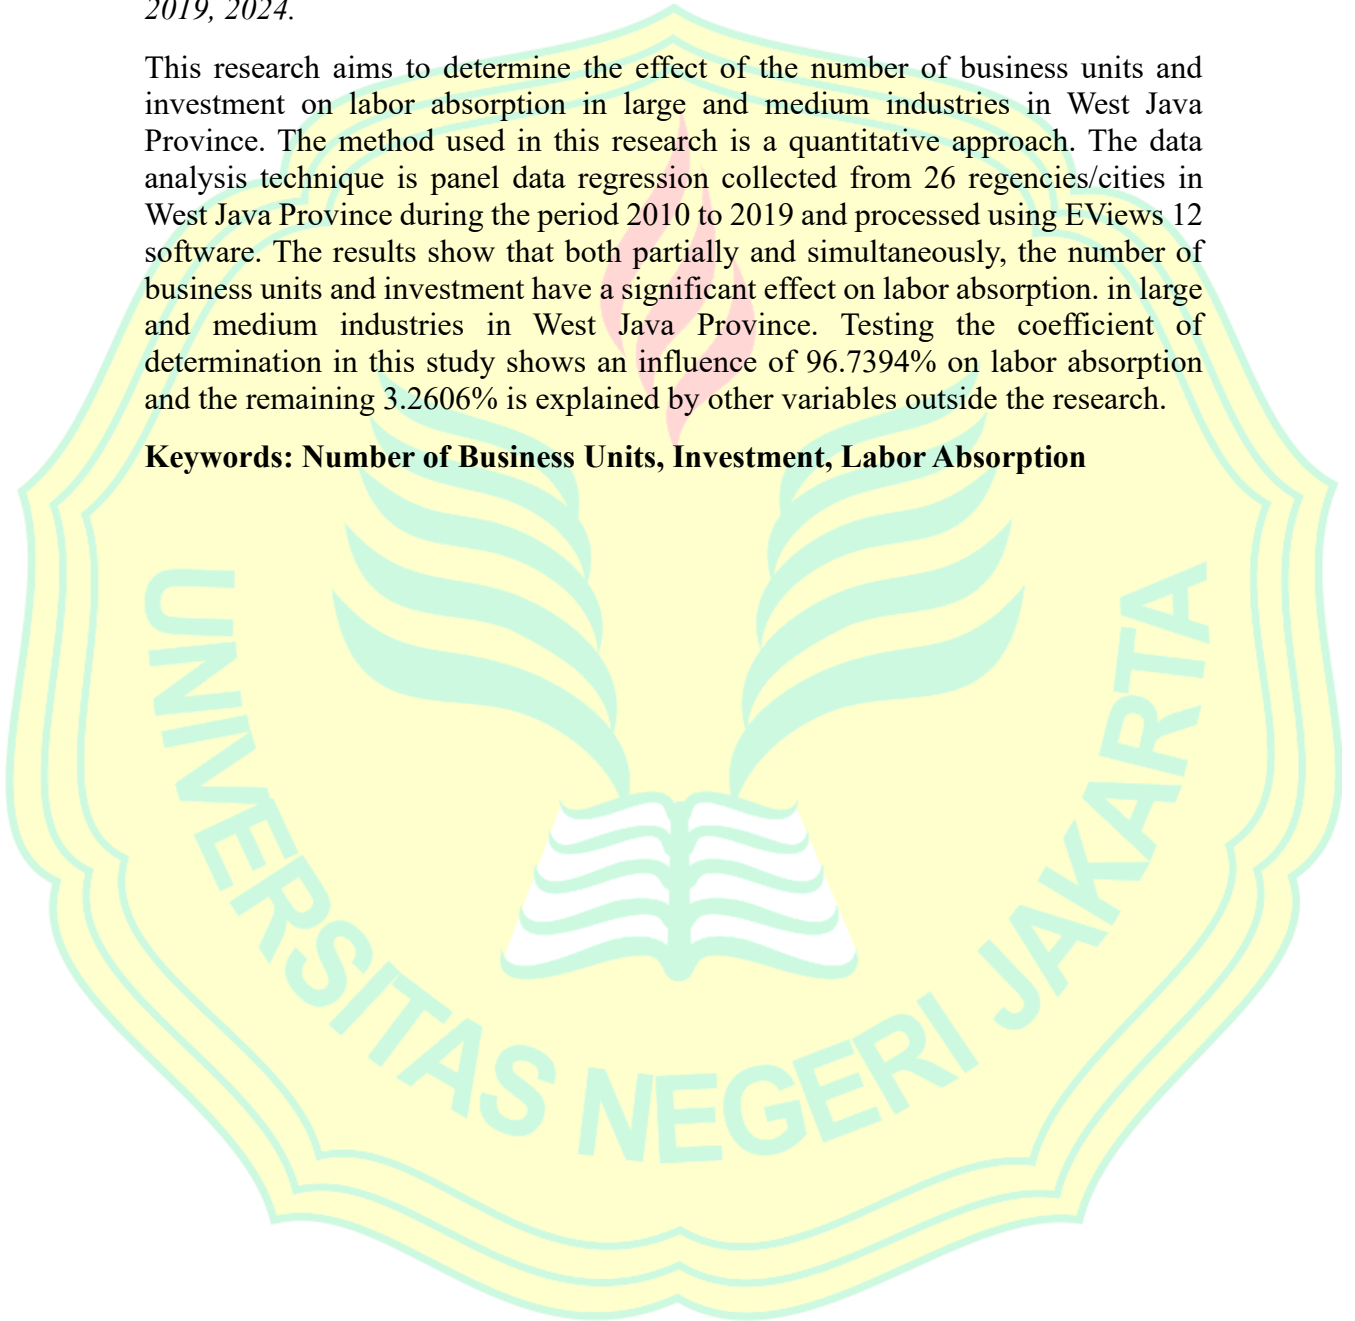 2019, 2024.
This research aims to determine the effect of the number of business units and
investment on labor absorption in large and medium industries in West Java
Province. The method used in this research is a quantitative approach. The data
analysis technique is panel data regression collected from 26 regencies/cities in
West Java Province during the period 2010 to 2019 and processed using EViews 12
software. The results show that both partially and simultaneously, the number of
business units and investment have a significant effect on labor absorption. in large
and medium industries in West Java Province. Testing the coefficient of
determination in this study shows an influence of 96.7394% on labor absorption
and the remaining 3.2606% is explained by other variables outside the research.
Keywords: Number of Business Units, Investment, Labor Absorption
UNIVERSITAS NEGERI JAKARTA